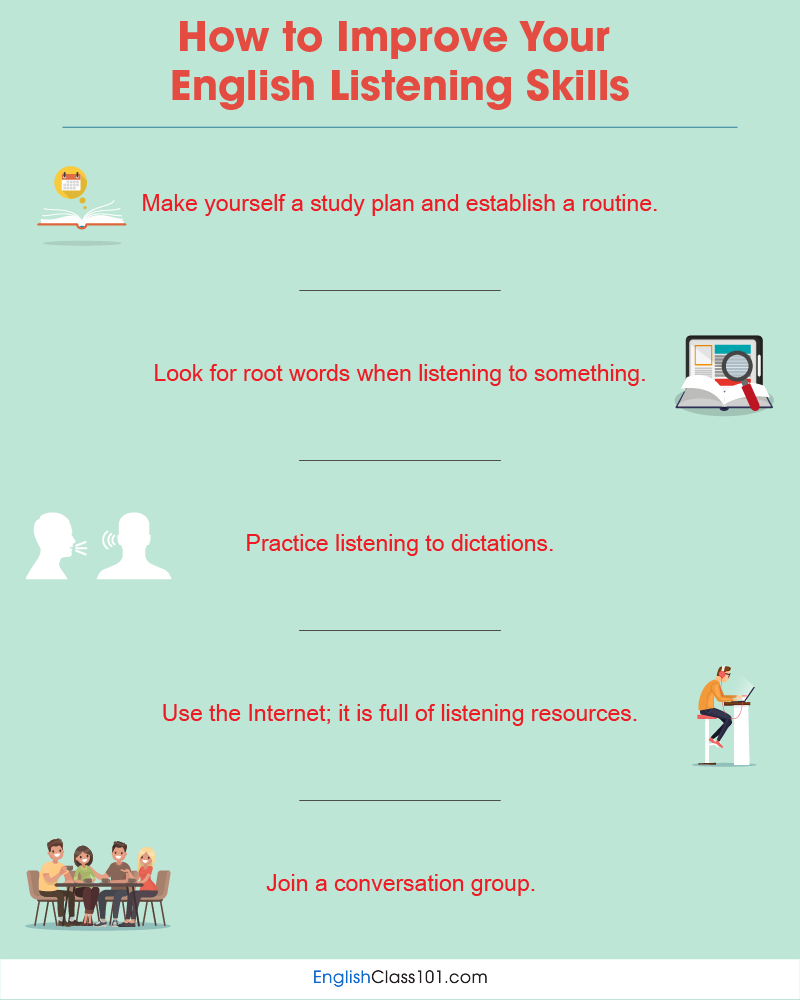 How to Improve Your
English Listening Skills
Make yourself a study plan and establish a routine.
Look for root words when listening to something.
Practice listening to dictations.
Use the Internet; it is full of listening resources.
Join a conversation group.
EnglishClass101.com